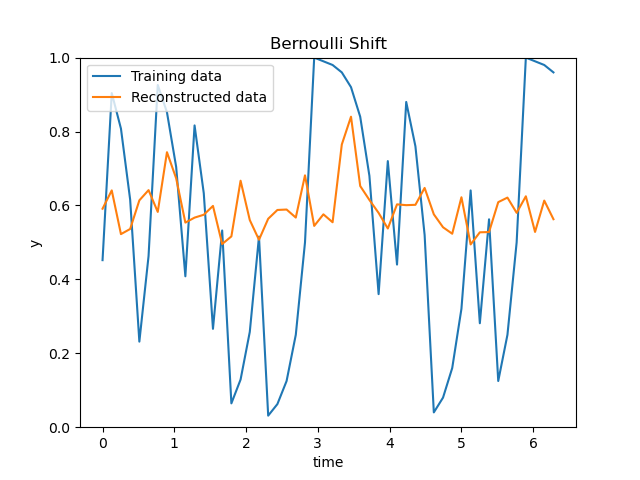 Bernoulli Shift
Training data
Reconstructed data
1.0
0.8
0.6
0.4
0.2
0.0
y
0 1 2 3 4 5 6
time